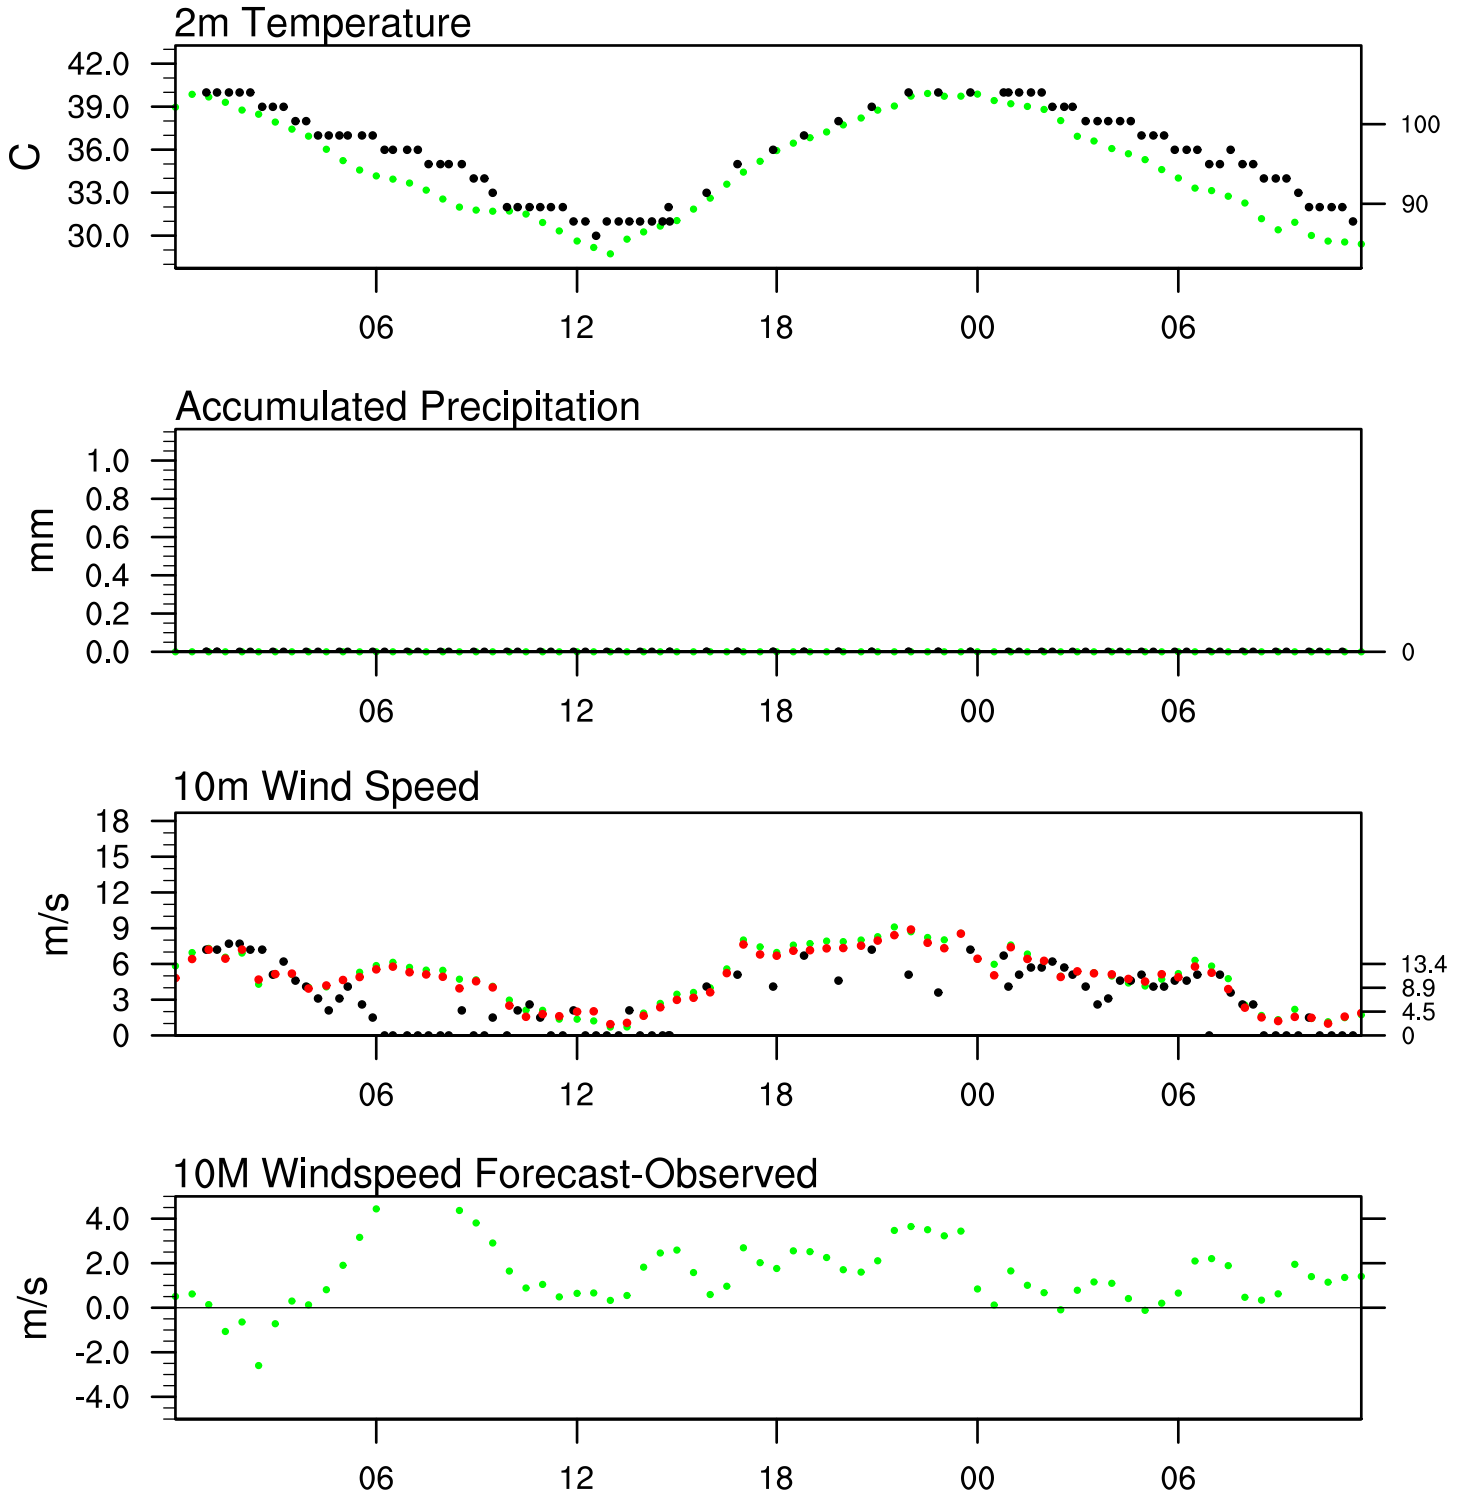 2m Temperature
42.0
39.0
36.0
33.0
30.0
C
100
90
06 12 18 00 06
Accumulated Precipitation
1.0
0.8
0.6
0.4
0.2
0.0
mm
0
06 12 18 00 06
10m Wind Speed
18
15
12
9
6
3
0
m/s
13.4
8.9
4.5
0
06 12 18 00 06
10M Windspeed Forecast-Observed
4.0
2.0
0.0
-2.0
-4.0
m/s
06 12 18 00 06